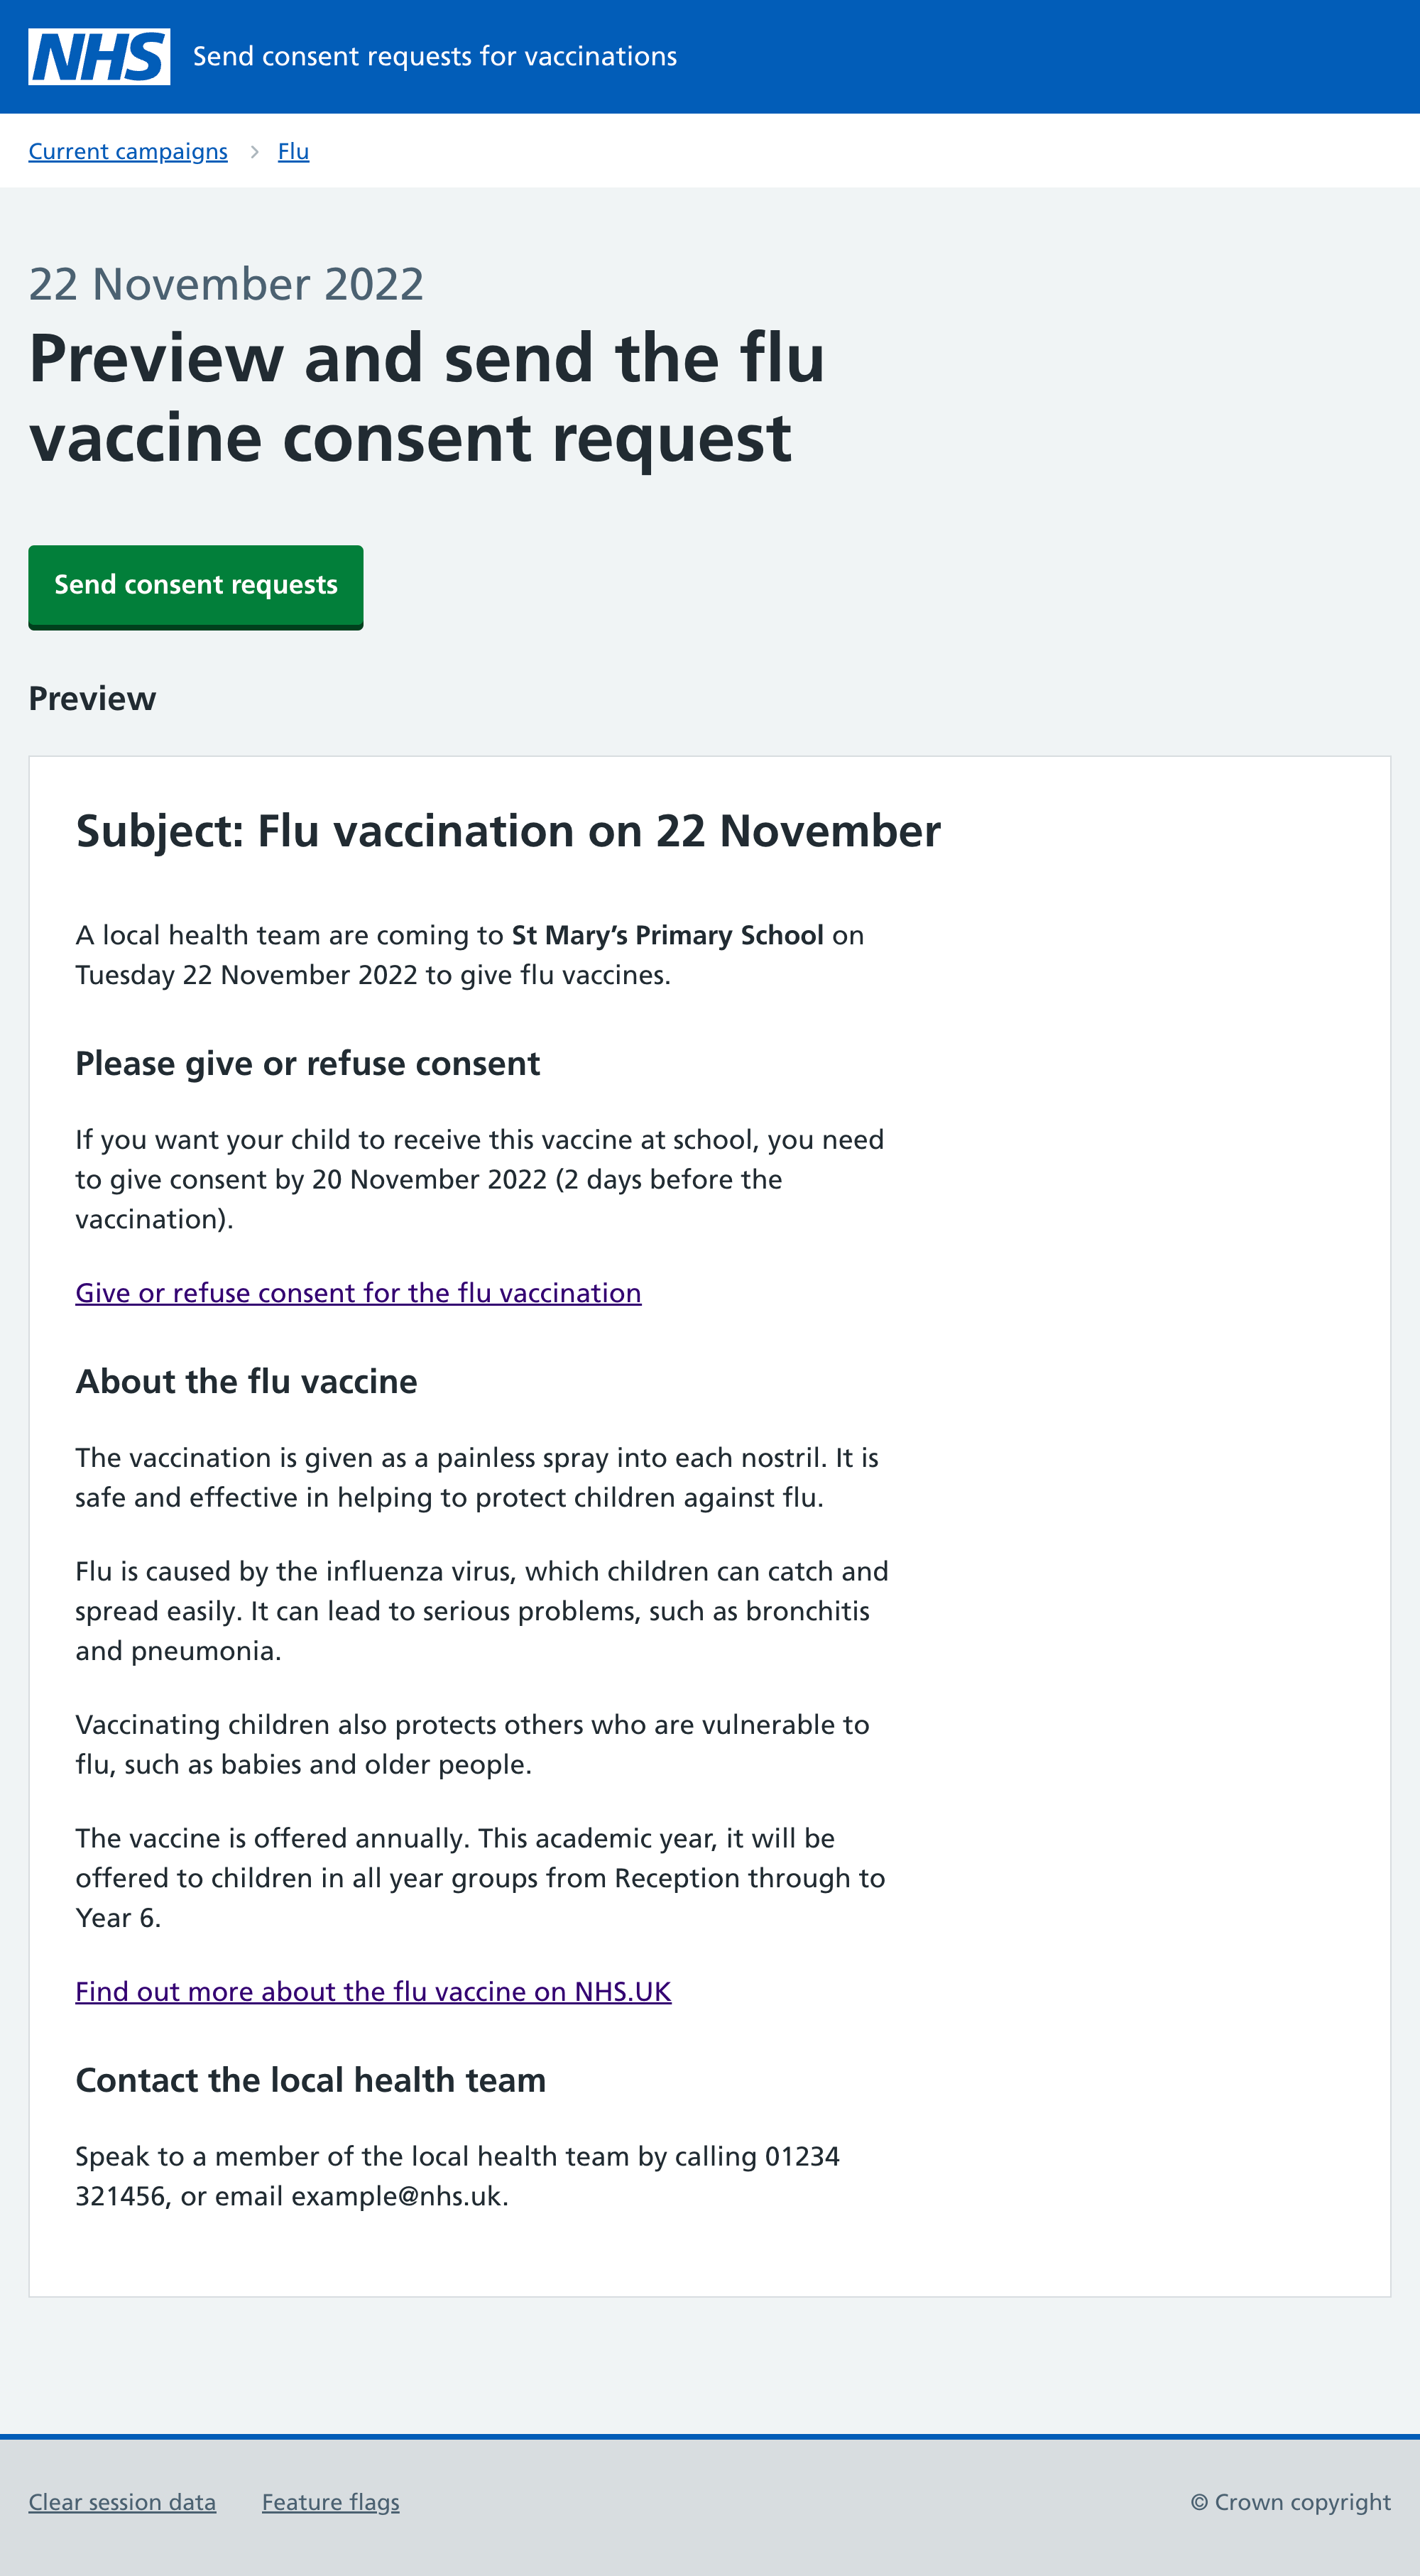 NHS Send consent requests for vaccinations
Current campaigns Flu
22 November 2022
Preview and send the flu
vaccine consent request
Send consent requests
Preview
Subject: Flu vaccination on 22 November
A local health team are coming to St Mary’s Primary School on
Tuesday 22 November 2022 to give flu vaccines.
Please give or refuse consent
If you want your child to receive this vaccine at school, you need
to give consent by 20 November 2022 (2 days before the
vaccination).
Give or refuse consent for the flu vaccination
About the flu vaccine
The vaccination is given as a painless spray into each nostril. It is
safe and effective in helping to protect children against flu.
Flu is caused by the influenza virus, which children can catch and
spread easily. It can lead to serious problems, such as bronchitis
and pneumonia.
Vaccinating children also protects others who are vulnerable to
flu, such as babies and older people.
The vaccine is offered annually. This academic year, it will be
offered to children in all year groups from Reception through to
Year 6.
Find out more about the flu vaccine on NHS.UK
Contact the local health team
Speak to a member of the local health team by calling 01234
321456, or email example@nhs.uk.
Clear session data Feature flags © Crown copyright